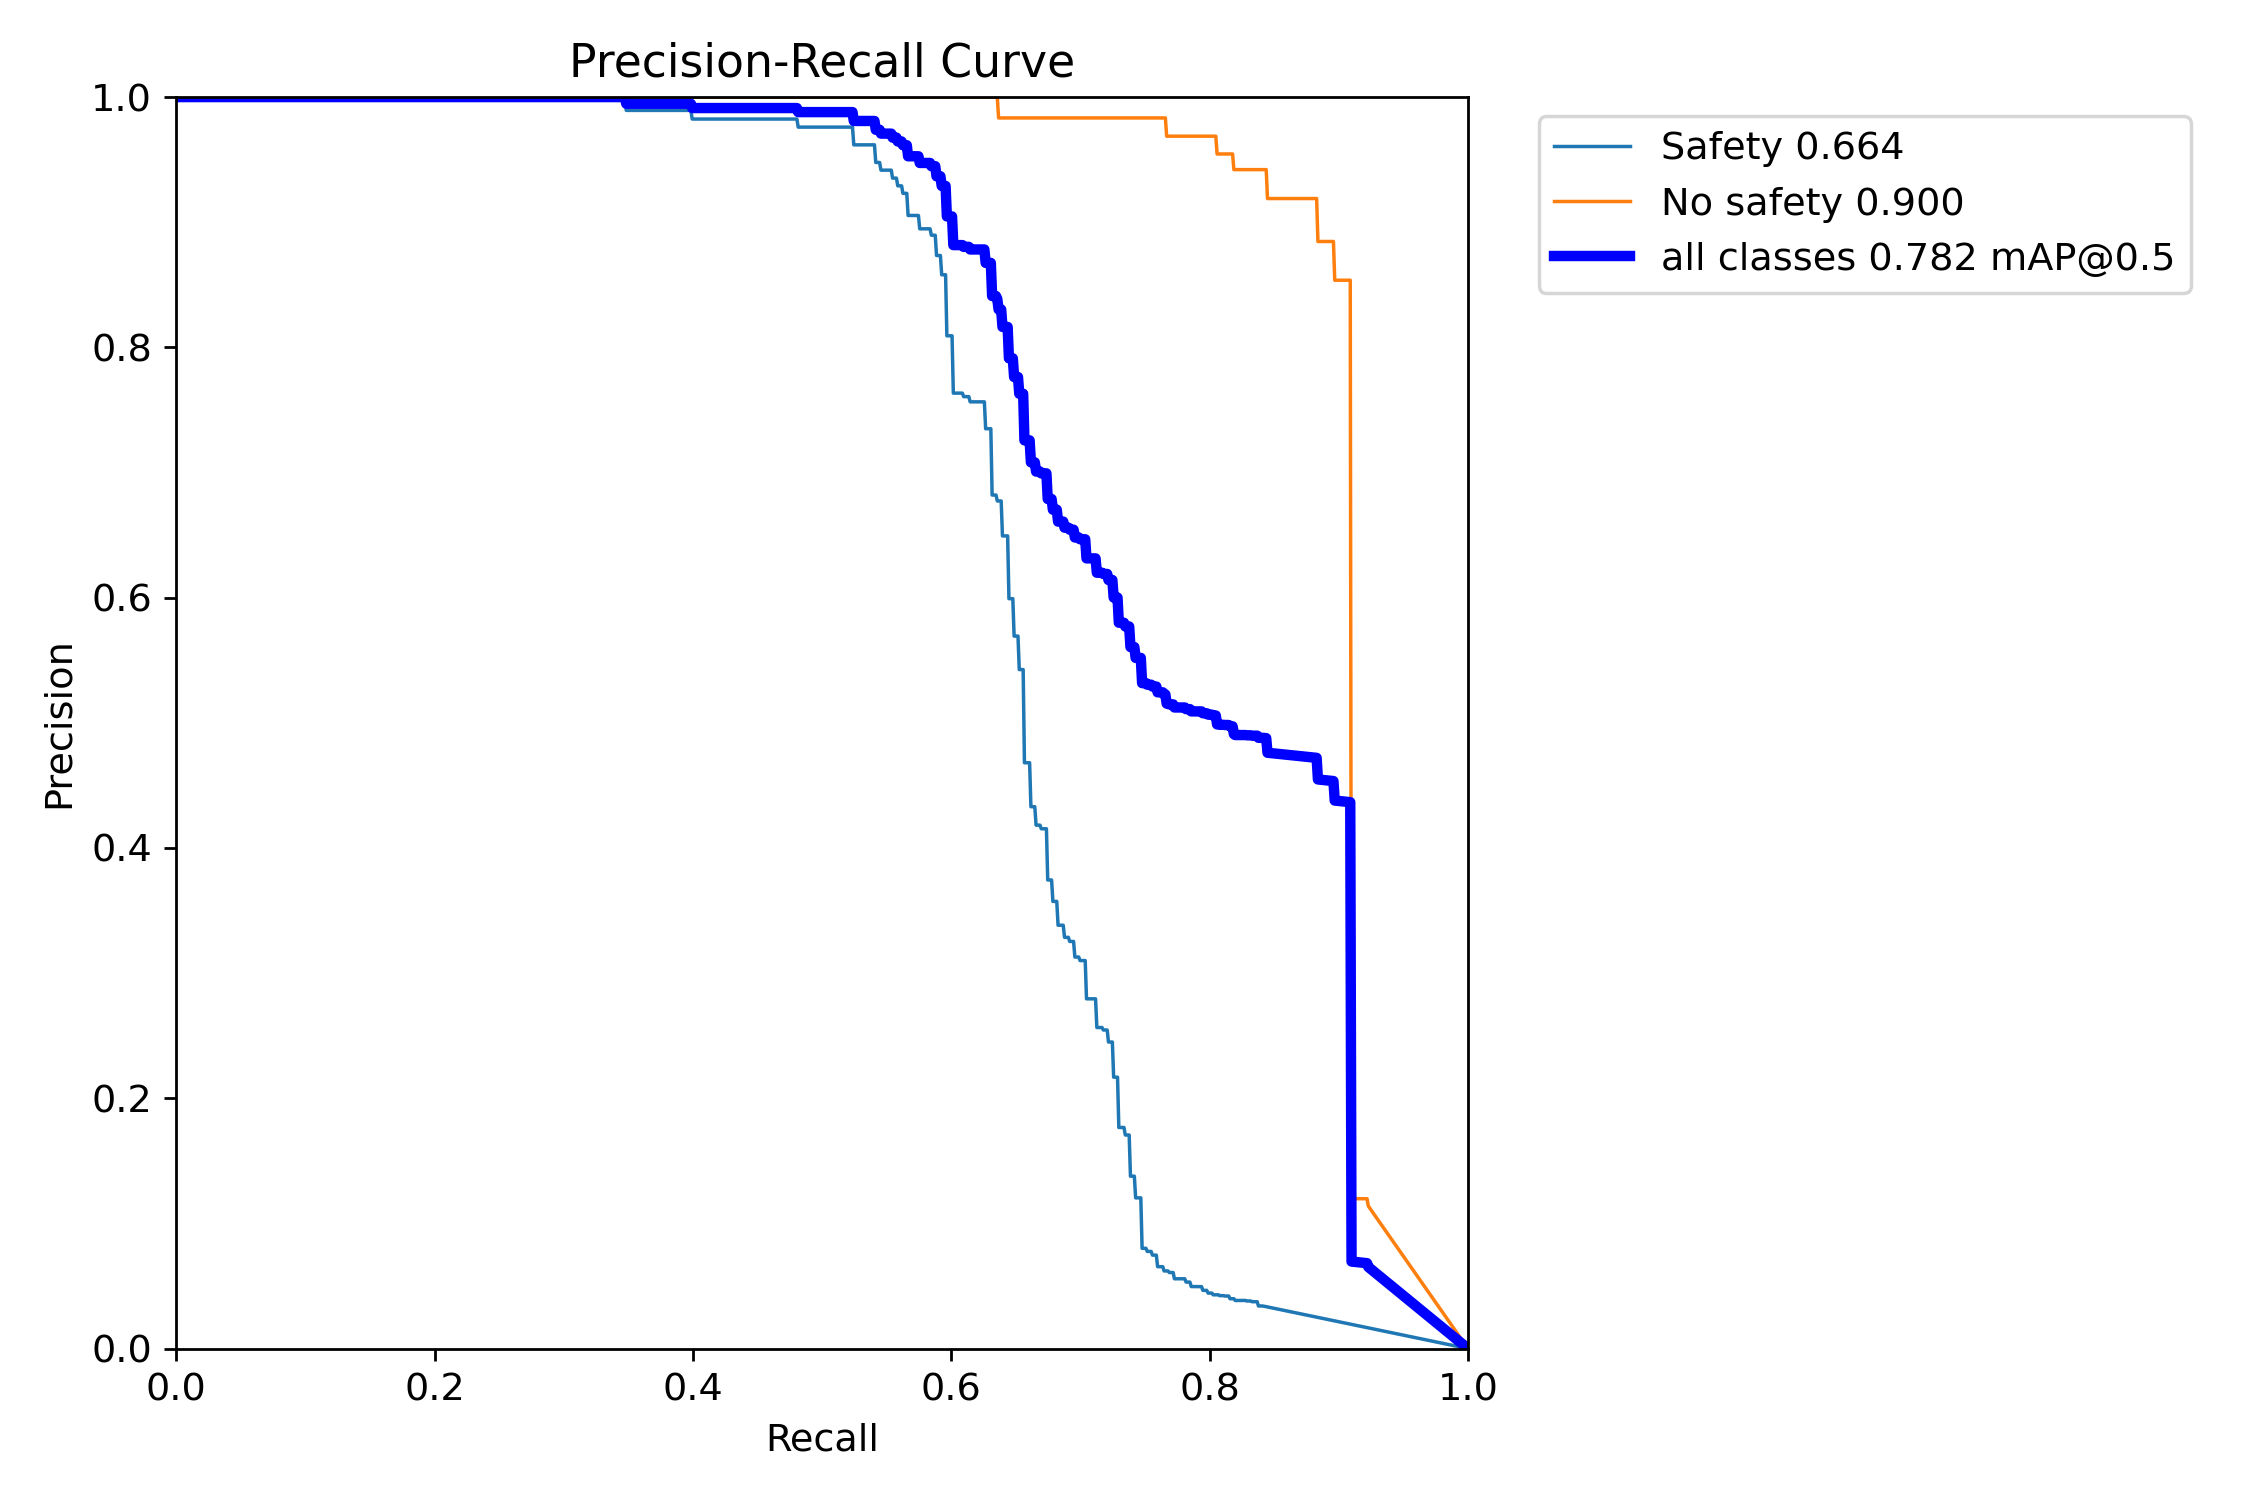 Precision-Recall Curve
1.0
0.8
0.6
0.4
0.2
0.0
Precision
0.0 0.2 0.4 0.6 0.8 1.0
Recall
Safety 0.664
No safety 0.900
all classes 0.782 mAP@0.5